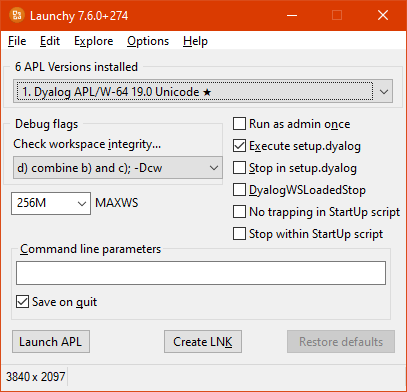 Launchy 7.6.0+274
File Edit Explore Options Help
6 APL Versions installed
1. Dyalog APL/W-64 19.0 Unicode ★
Debug flags
Check workspace integrity...
d) combine b) and c); -Dcw
256M MAXWS
Run as admin once
Execute setup.dyalog
Stop in setup.dyalog
DyalogWSLoadedStop
No trapping in StartUp script
Stop within StartUp script
Command line parameters
Save on quit
Launch APL Create LNK Restore defaults
3840 x 2097